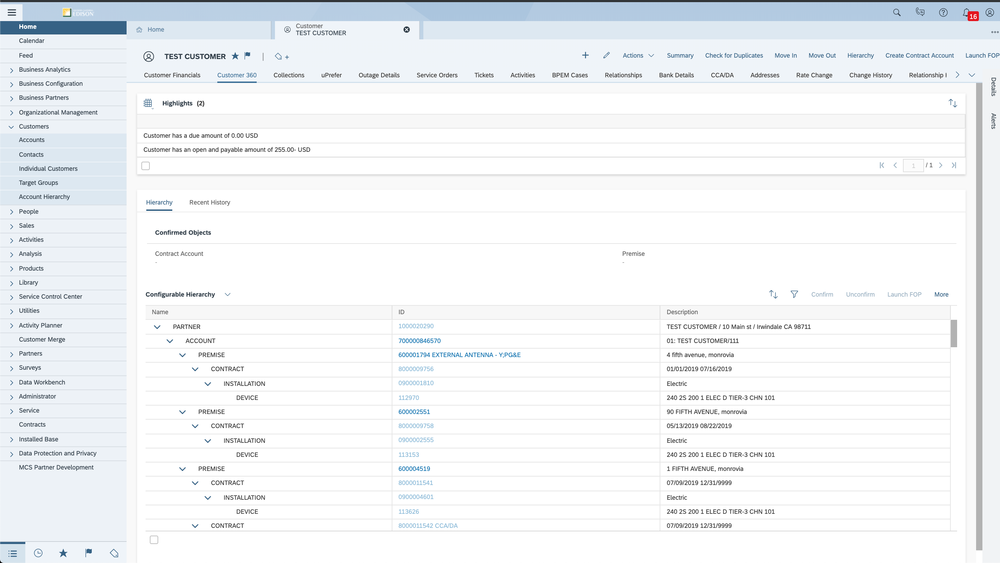 EDISON
16
Home
Calendar
Feed
Business Analytics
Business Configuration
Business Partners
Organizational Management
Customers
Accounts
Contacts
Individual Customers
Target Groups
Account Hierarchy
People
Sales
Activities
Analysis
Products
Library
Service Control Center
Utilities
Activity Planner
Customer Merge
Partners
Surveys
Data Workbench
Administrator
Service
Contracts
Installed Base
Data Protection and Privacy
MCS Partner Development
Home
Customer
TEST CUSTOMER
TEST CUSTOMER
Actions Summary Check for Duplicates Move In Move Out Hierarchy Create Contract Account Launch FOP
Customer Financials Customer 360 Collections uPrefer Outage Details Service Orders Tickets Activities BPEM Cases Relationships Bank Details CCA/DA Addresses Rate Change Change History Relationship
Details
Alerts
Highlights (2)
Customer has a due amount of 0.00 USD
Customer has an open and payable amount of 255.00- USD
1 / 1
Hierarchy Recent History
Confirmed Objects
Contract Account Premise
- -
Configurable Hierarchy Confirm Unconfirm Launch FOP More
Name ID Description
PARTNER 1000020290 TEST CUSTOMER / 10 Main st / Irwindale CA 98711
ACCOUNT 700000846570 01: TEST CUSTOMER/111
PREMISE 600001794 EXTERNAL ANTENNA - Y;PG&E 4 fifth avenue, monrovia
CONTRACT 8000009756 01/01/2019 07/16/2019
INSTALLATION 0900001810 Electric
DEVICE 112970 240 2S 200 1 ELEC D TIER-3 CHN 101
PREMISE 600002551 90 FIFTH AVENUE, monrovia
CONTRACT 8000009758 05/13/2019 08/22/2019
INSTALLATION 0900002555 Electric
DEVICE 113153 240 2S 200 1 ELEC D TIER-3 CHN 101
PREMISE 600004519 1 FIFTH AVENUE, monrovia
CONTRACT 8000011541 07/09/2019 12/31/9999
INSTALLATION 0900004601 Electric
DEVICE 113626 240 2S 200 1 ELEC D TIER-3 CHN 101
CONTRACT 8000011542 CCA/DA 07/09/2019 12/31/9999